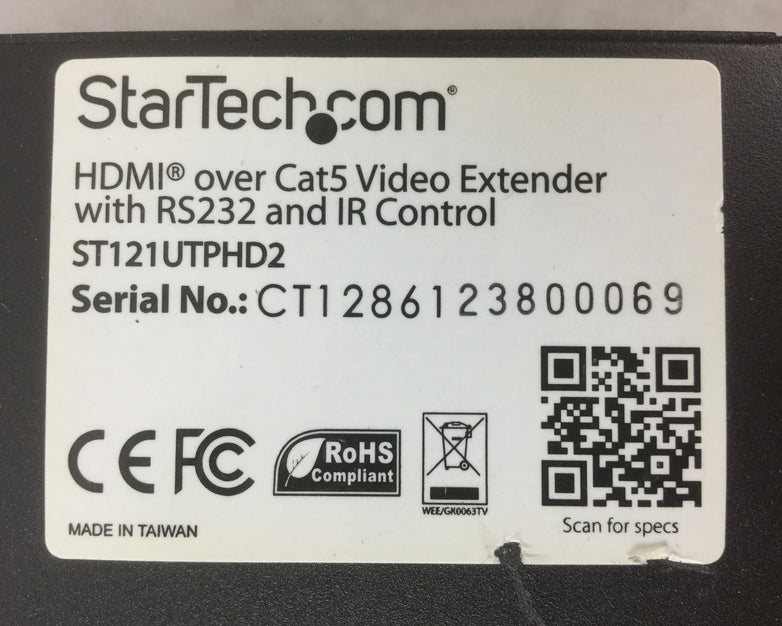 StarTech.com®
HDMI® over Cat5 Video Extender
with RS232 and IR Control
ST121UTPHD2
Serial No.: CT1286123800069
CE FC RoHS
Compliant
WEE/GK0063TV
MADE IN TAIWAN
Scan for specs